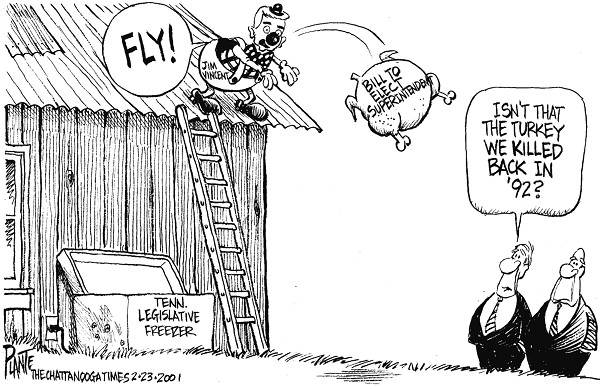 FLY!
JIM
VINCENT
BILL TO
ELECT
SUPERINTENDENT
ISN'T THAT
THE TURKEY
WE KILLED
BACK IN
'92?
TENN.
LEGISLATIVE
FREEZER
PLANTE
THE CHATTANOOGA TIMES 2·23·2001